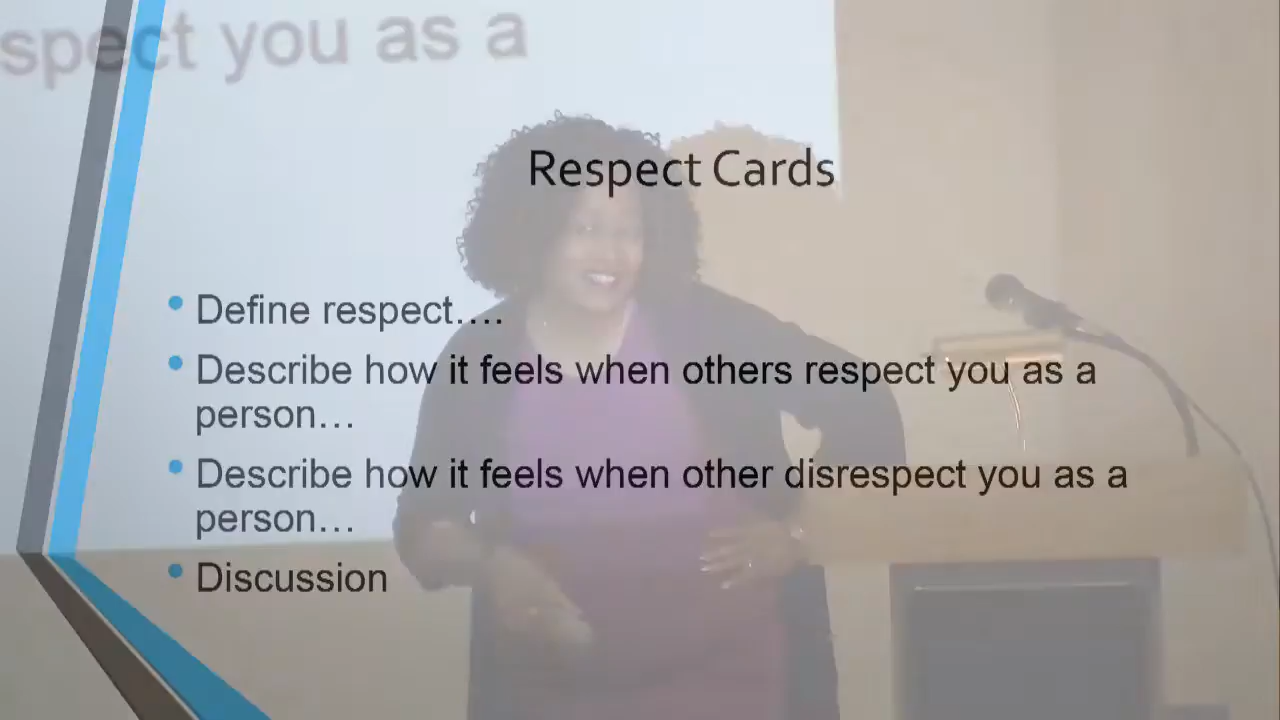 spect you as a
Respect Cards
Define respect....
Describe how it feels when others respect you as a
person...
Describe how it feels when other disrespect you as a
person...
Discussion